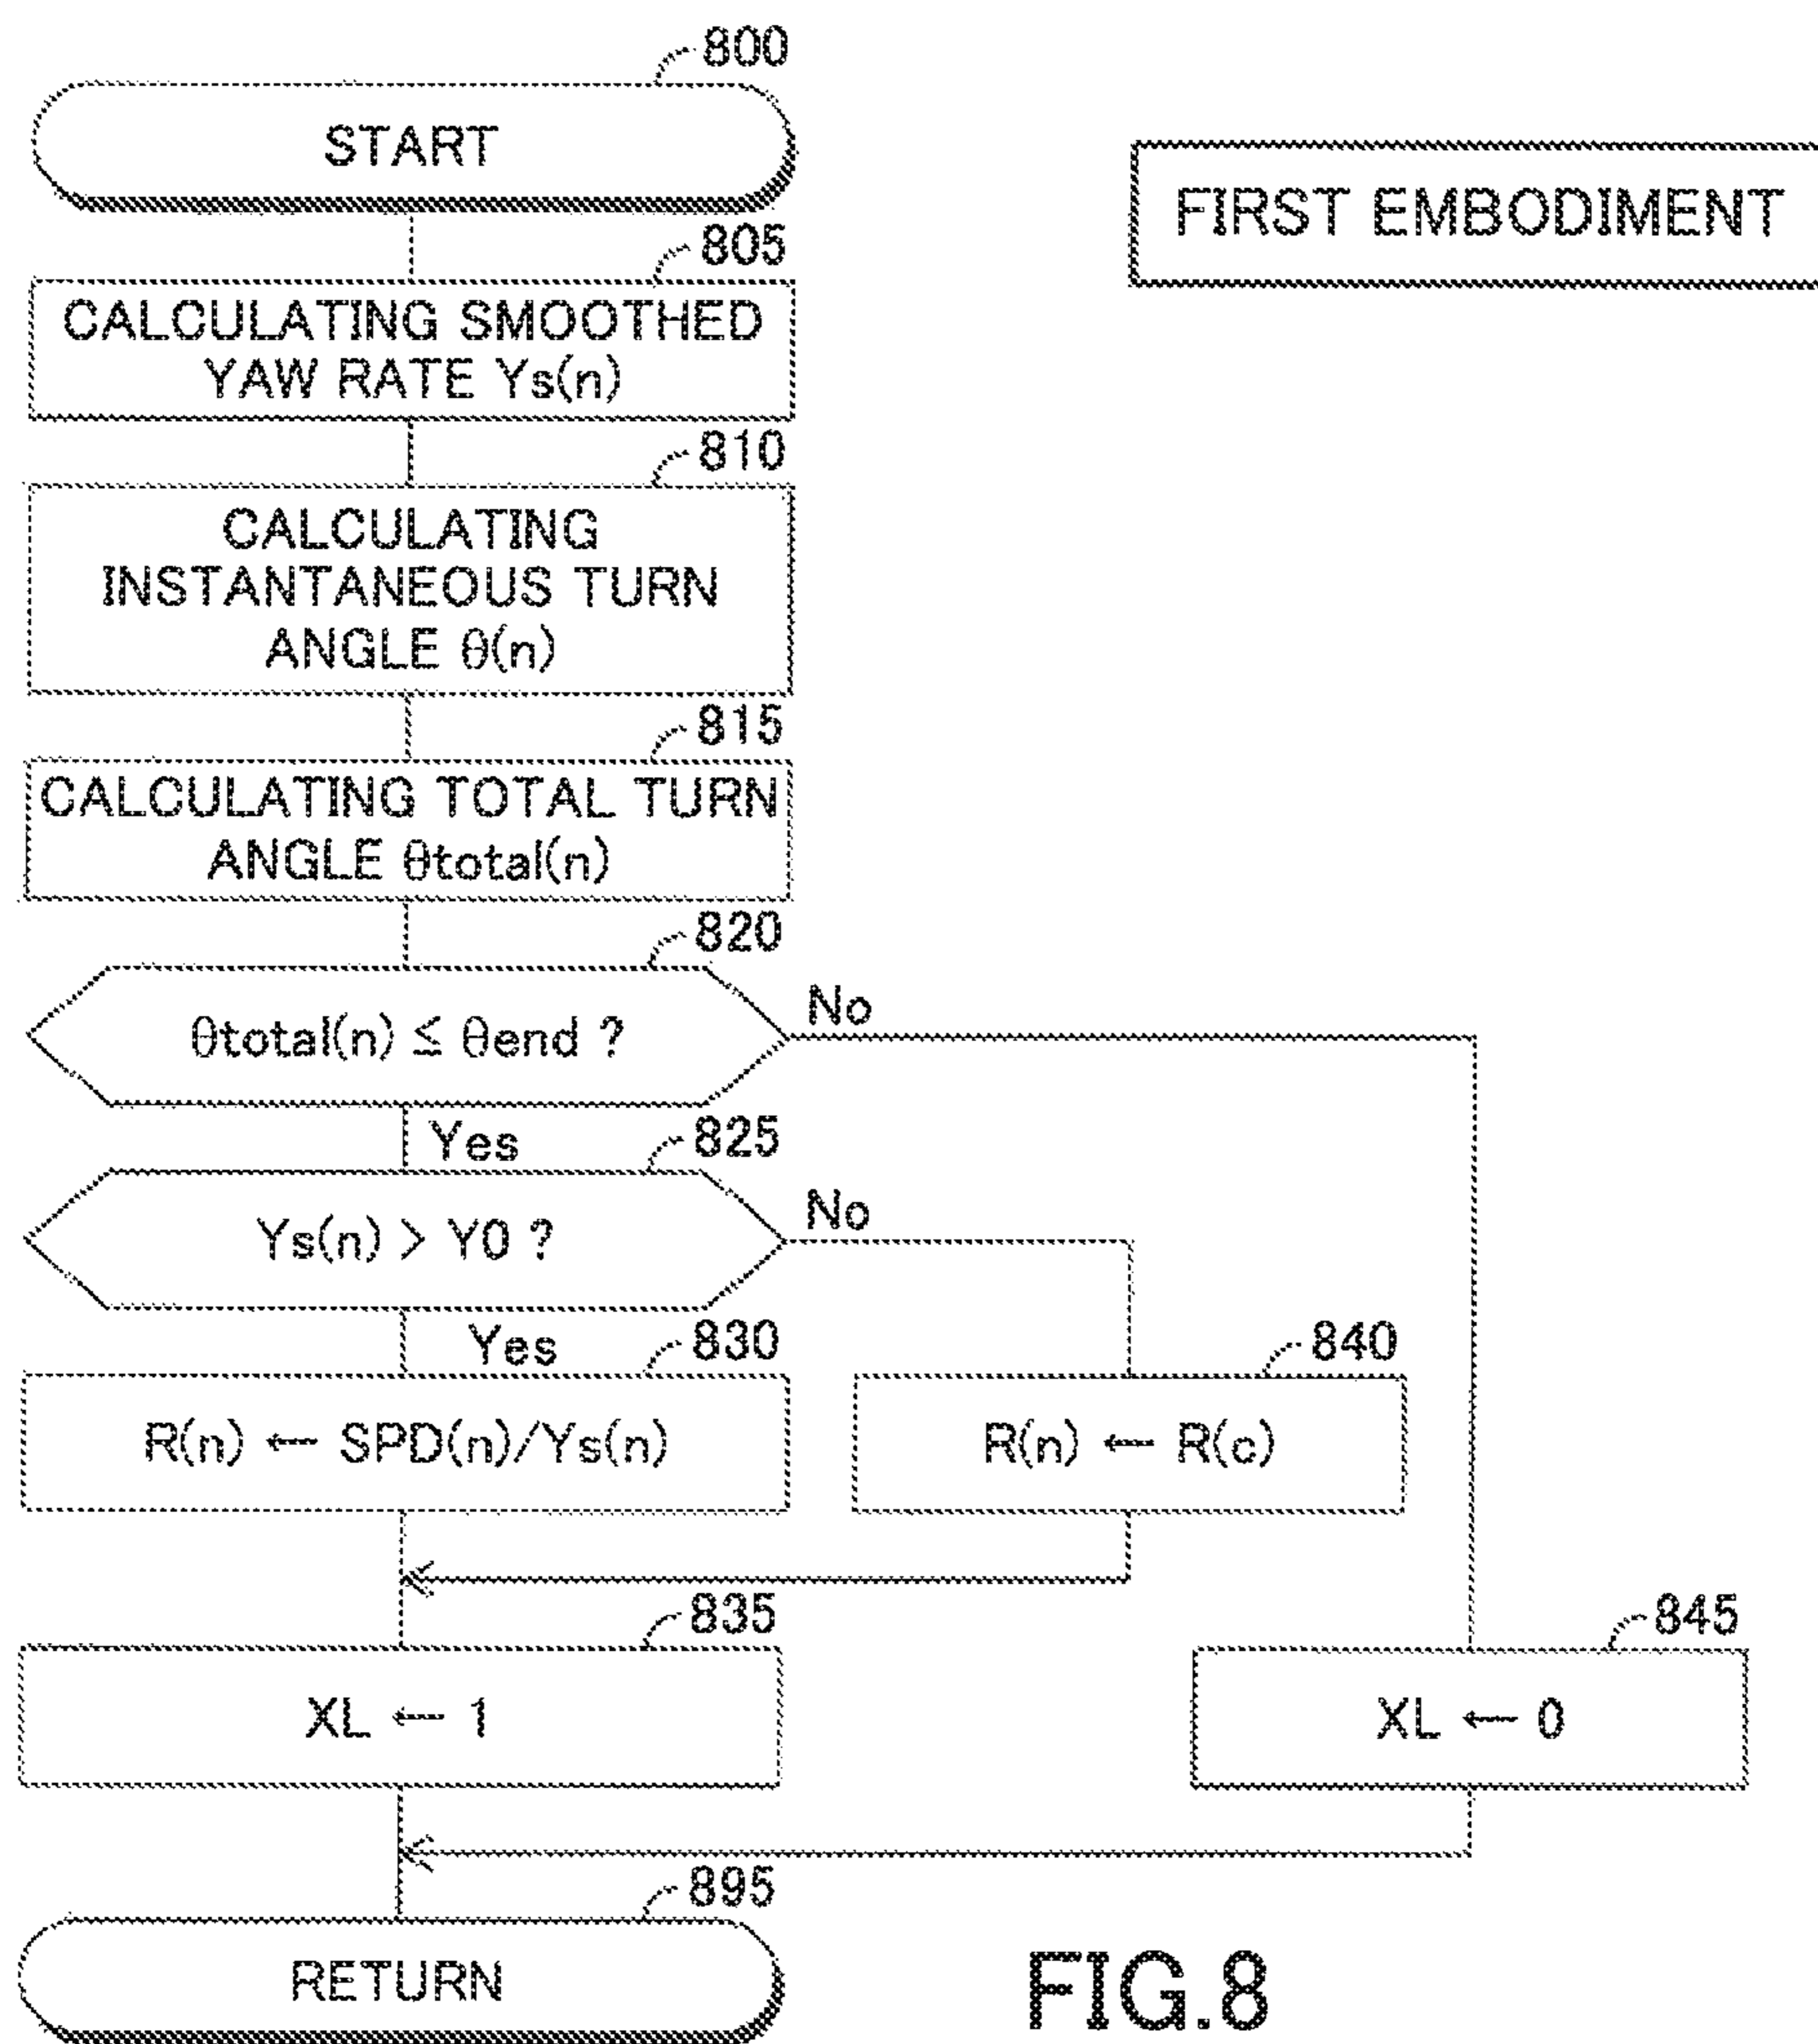 800
START
FIRST EMBODIMENT
805
CALCULATING SMOOTHED
YAW RATE Ys(n)
810
CALCULATING
INSTANTANEOUS TURN
ANGLE θ(n)
815
CALCULATING TOTAL TURN
ANGLE θtotal(n)
820
θtotal(n) ≦ θend ?
No
Yes
825
Ys(n) > Y0 ?
No
Yes
830
R(n) ← SPD(n)/Ys(n)
840
R(n) ← R(c)
835
XL ← 1
845
XL ← 0
895
RETURN
FIG.8